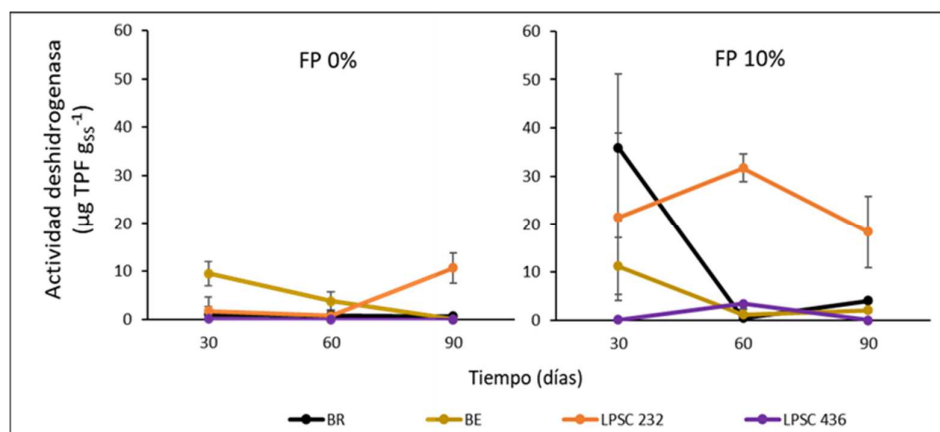 FP 0%
FP 10%
Actividad deshidrogenasa
(µg TPF gss⁻¹)
60
50
40
30
20
10
0
30
60
90
60
50
40
30
20
10
0
30
60
90
Tiempo (días)
BR
BE
LPSC 232
LPSC 436